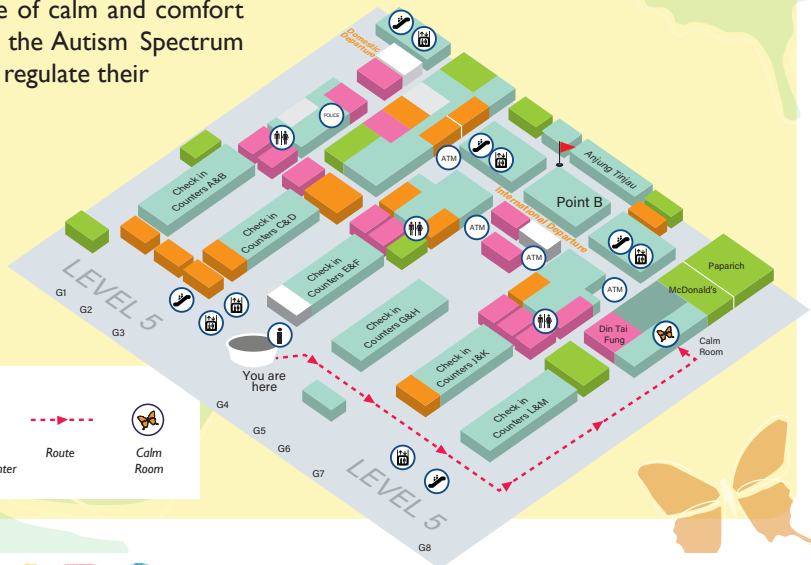 e of calm and comfort
the Autism Spectrum
regulate their
Domestic
Departure
POLICE
ATM
Anjung Tinjau
Check in
Counters A&B
International Departure
Point B
Check in
Counters C&D
ATM
ATM
Paparich
LEVEL 5
Check in
Counters E&F
ATM
McDonald's
G1
G2
G3
Check in
Counters G&H
Din Tai
Fung
Calm
Room
i
You are
here
Check in
Counters J&K
G4
Check in
Counters L&M
G5
G6
G7
LEVEL 5
G8
Route
Calm
Room
nter